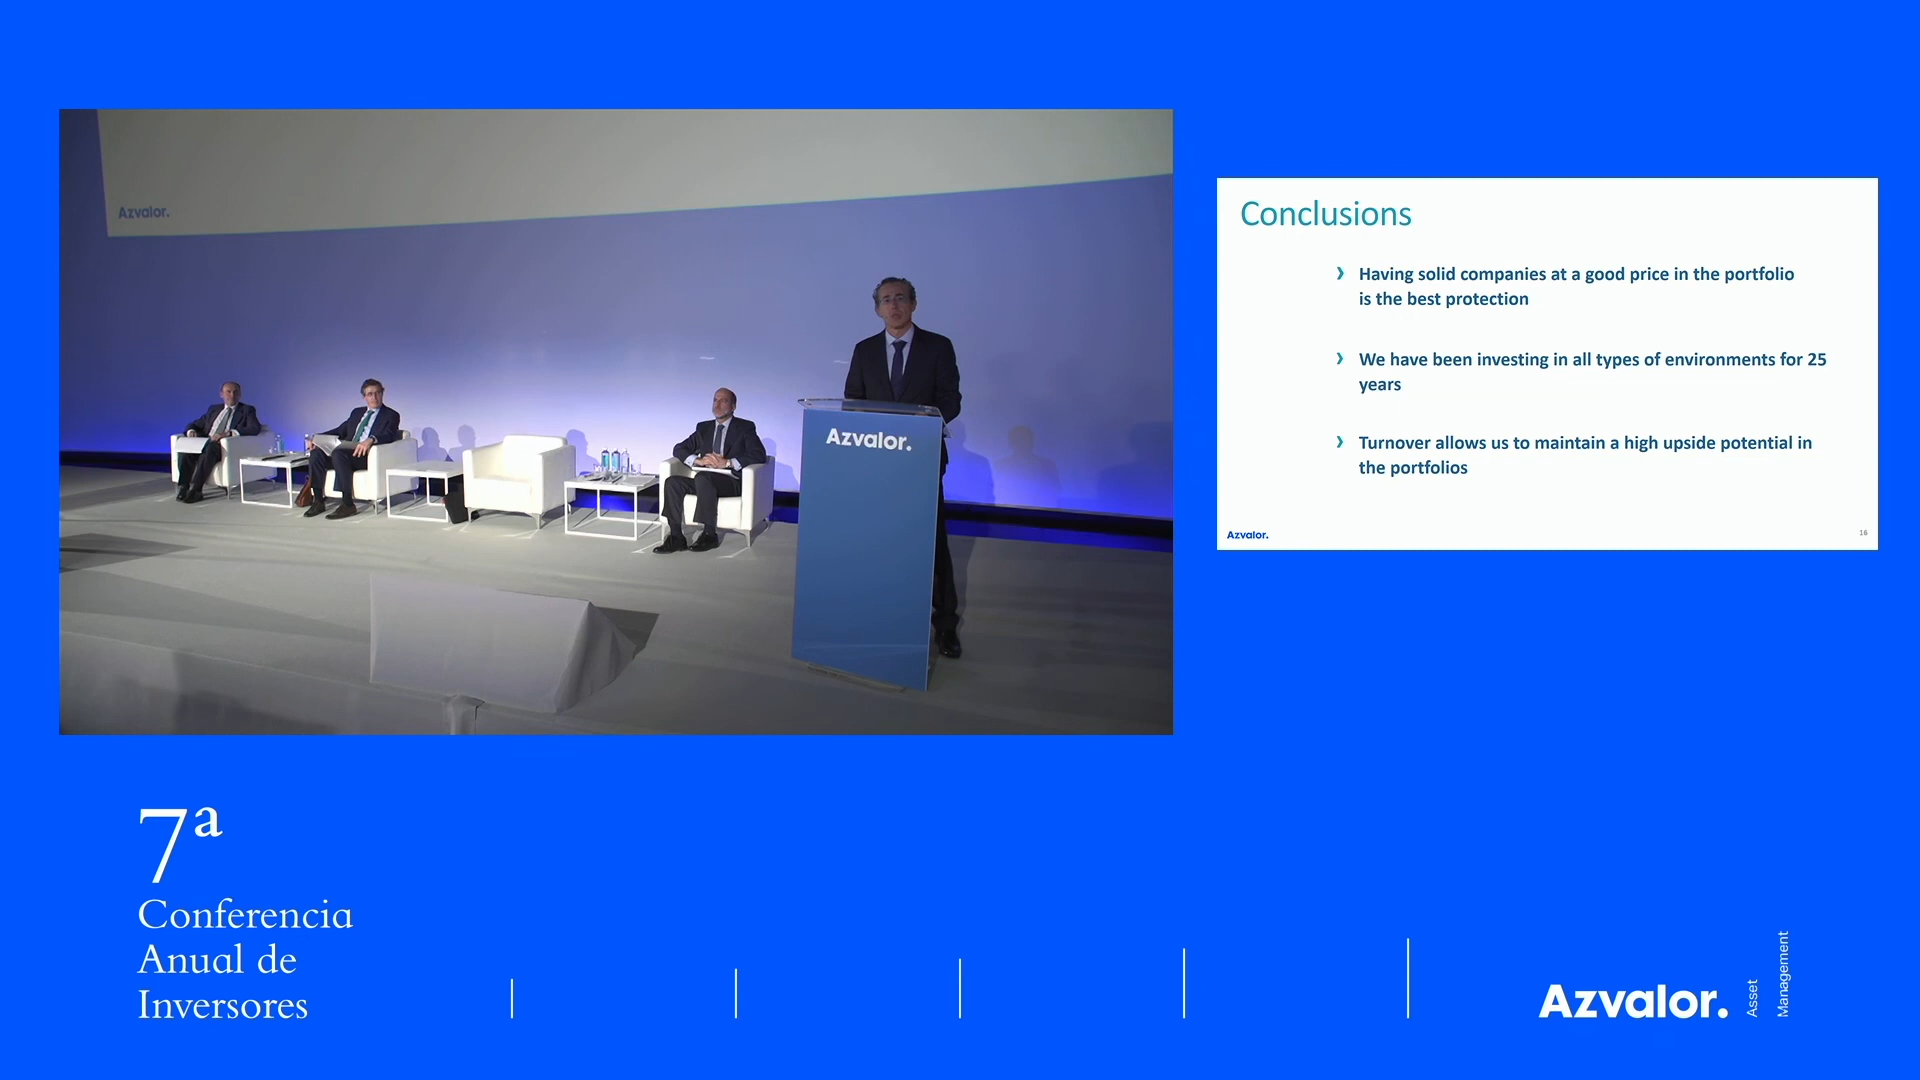 Azvalor.
Azvalor.
Conclusions
› Having solid companies at a good price in the portfolio
is the best protection
› We have been investing in all types of environments for 25
years
› Turnover allows us to maintain a high upside potential in
the portfolios
Azvalor.
16
7ª
Conferencia
Anual de
Inversores
Azvalor.
Asset
Management